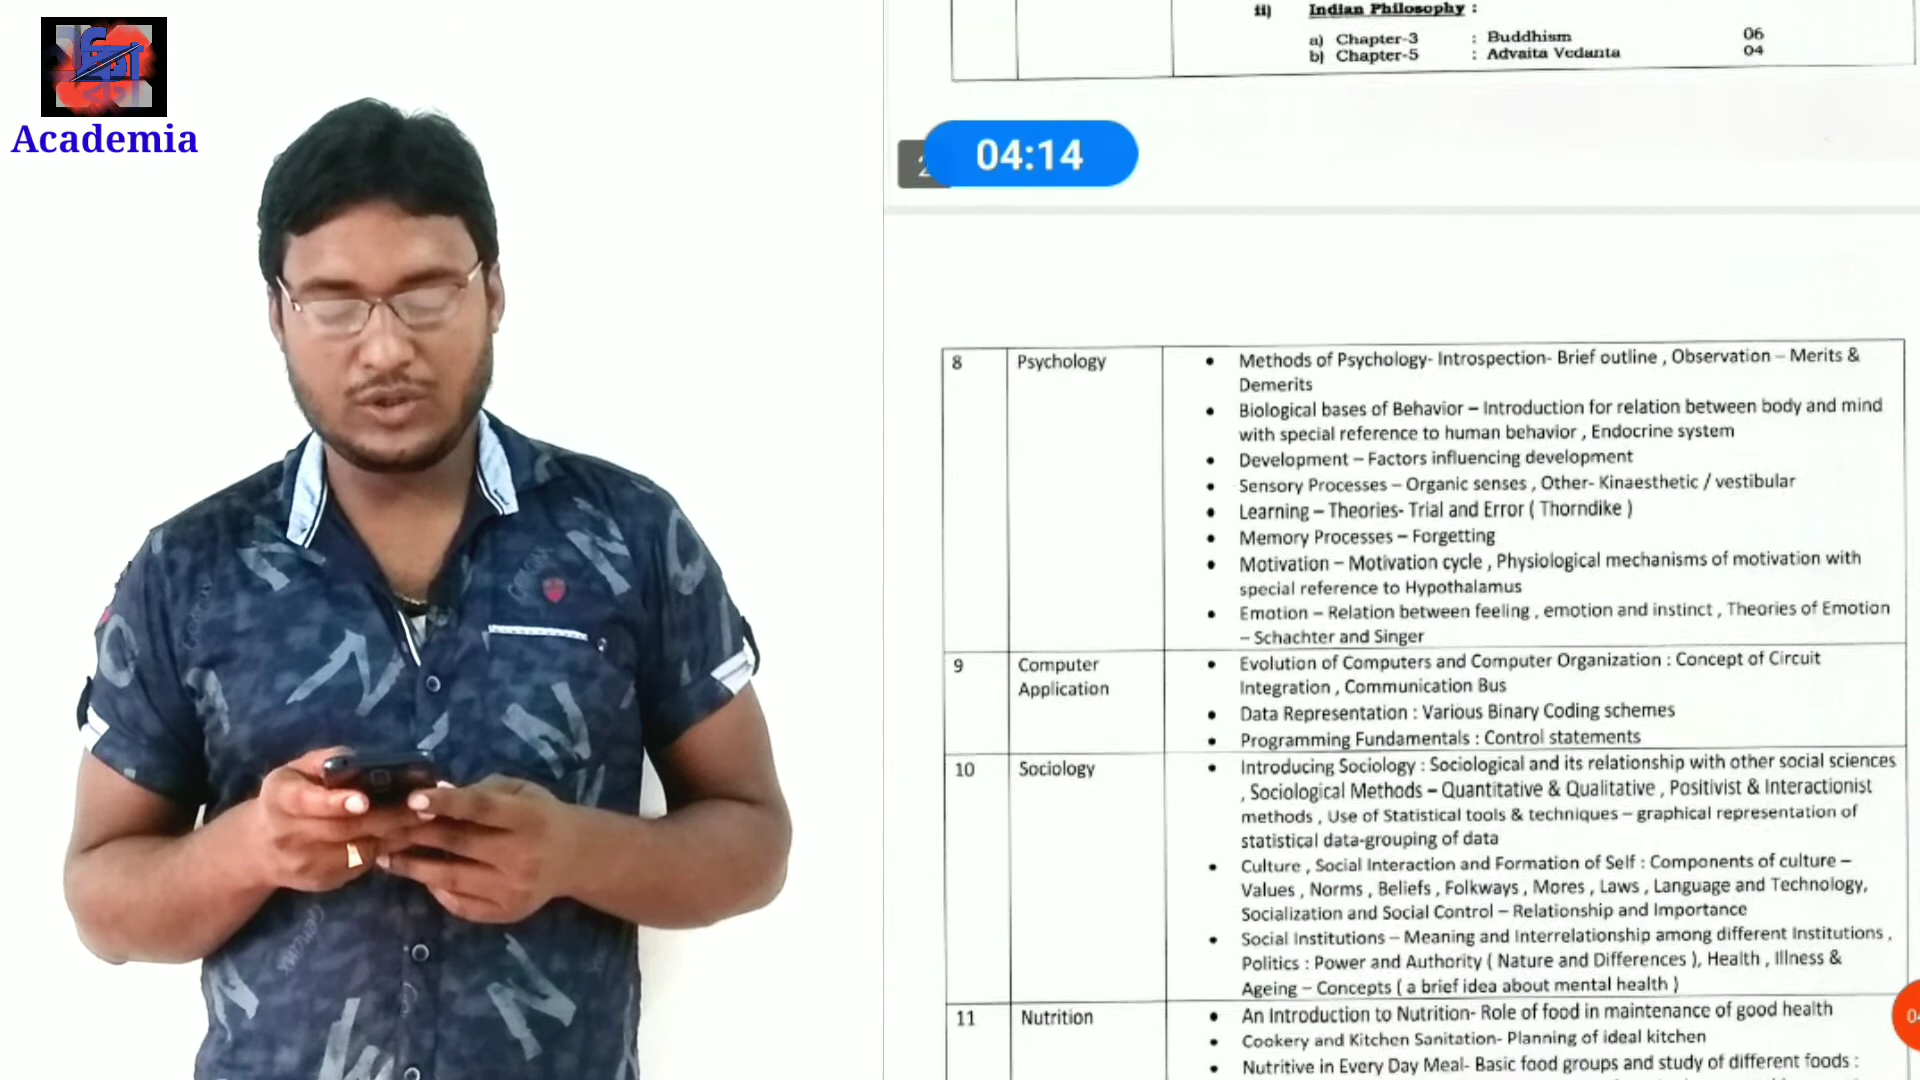 Academia
ii) Indian Philosophy :
a) Chapter-3 : Buddhism 06
b) Chapter-5 : Advaita Vedanta 04
2
04:14
8 Psychology
• Methods of Psychology- Introspection- Brief outline , Observation – Merits &
Demerits
• Biological bases of Behavior – Introduction for relation between body and mind
with special reference to human behavior , Endocrine system
• Development – Factors influencing development
• Sensory Processes – Organic senses , Other- Kinaesthetic / vestibular
• Learning – Theories- Trial and Error ( Thorndike )
• Memory Processes – Forgetting
• Motivation – Motivation cycle , Physiological mechanisms of motivation with
special reference to Hypothalamus
• Emotion – Relation between feeling , emotion and instinct , Theories of Emotion
– Schachter and Singer
9 Computer
Application
• Evolution of Computers and Computer Organization : Concept of Circuit
Integration , Communication Bus
• Data Representation : Various Binary Coding schemes
• Programming Fundamentals : Control statements
10 Sociology
• Introducing Sociology : Sociological and its relationship with other social sciences
, Sociological Methods – Quantitative & Qualitative , Positivist & Interactionist
methods , Use of Statistical tools & techniques – graphical representation of
statistical data-grouping of data
• Culture , Social Interaction and Formation of Self : Components of culture –
Values , Norms , Beliefs , Folkways , Mores , Laws , Language and Technology,
Socialization and Social Control – Relationship and Importance
• Social Institutions – Meaning and Interrelationship among different Institutions ,
Politics : Power and Authority ( Nature and Differences ), Health , Illness &
Ageing – Concepts ( a brief idea about mental health )
11 Nutrition
• An Introduction to Nutrition- Role of food in maintenance of good health
• Cookery and Kitchen Sanitation- Planning of ideal kitchen
• Nutritive in Every Day Meal- Basic food groups and study of different foods :